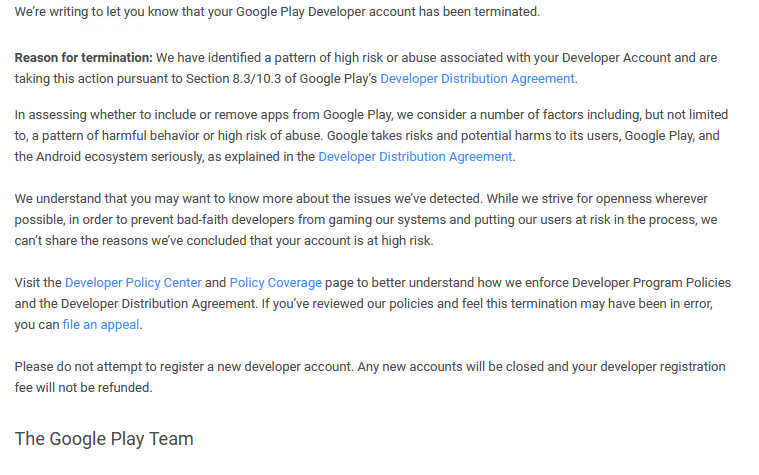 We're writing to let you know that your Google Play Developer account has been terminated.
Reason for termination: We have identified a pattern of high risk or abuse associated with your Developer Account and are
taking this action pursuant to Section 8.3/10.3 of Google Play's Developer Distribution Agreement.
In assessing whether to include or remove apps from Google Play, we consider a number of factors including, but not limited
to, a pattern of harmful behavior or high risk of abuse. Google takes risks and potential harms to its users, Google Play, and
the Android ecosystem seriously, as explained in the Developer Distribution Agreement.
We understand that you may want to know more about the issues we've detected. While we strive for openness wherever
possible, in order to prevent bad-faith developers from gaming our systems and putting our users at risk in the process, we
can't share the reasons we've concluded that your account is at high risk.
Visit the Developer Policy Center and Policy Coverage page to better understand how we enforce Developer Program Policies
and the Developer Distribution Agreement. If you've reviewed our policies and feel this termination may have been in error,
you can file an appeal.
Please do not attempt to register a new developer account. Any new accounts will be closed and your developer registration
fee will not be refunded.
The Google Play Team